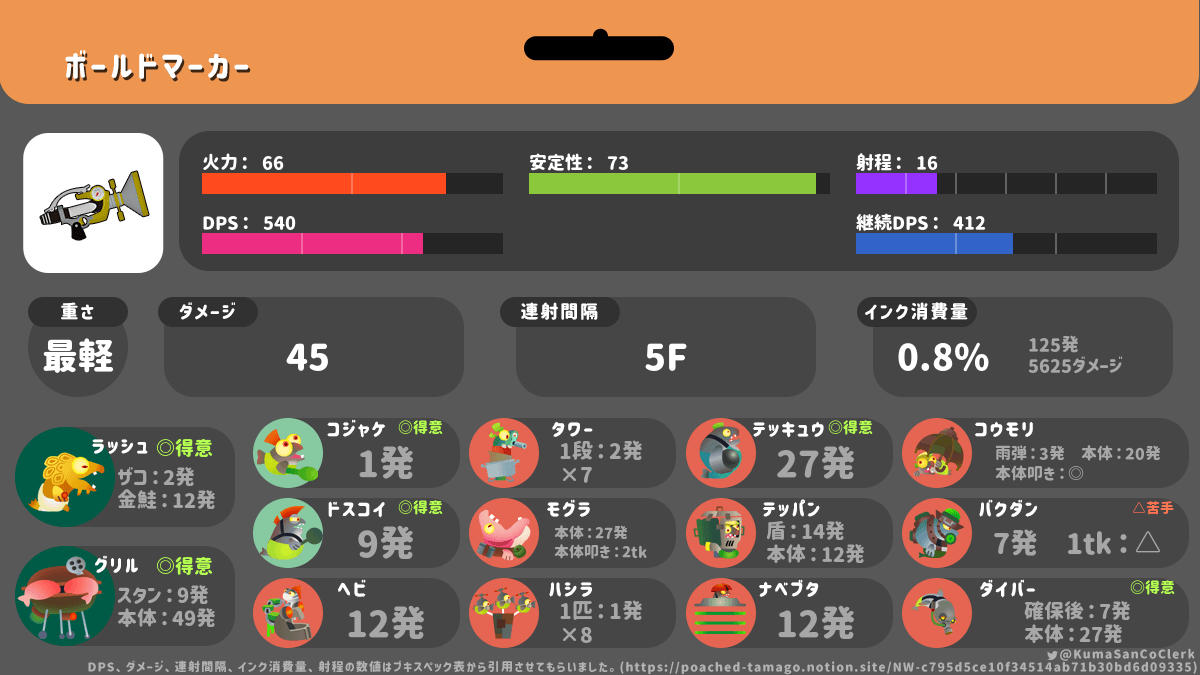 ボールドマーカー
火力： 66
安定性： 73
射程： 16
DPS： 540
継続DPS： 412
重さ
最軽
ダメージ
45
連射間隔
5F
インク消費量
0.8%
125発
5625ダメージ
ラッシュ ◎得意
ザコ：2発
金鮭：12発
グリル ◎得意
スタン：9発
本体：49発
コジャケ ◎得意
1発
タワー
1段：2発
×7
テッキュウ ◎得意
27発
コウモリ
雨弾：3発 本体：20発
本体叩き：◎
ドスコイ ◎得意
9発
モグラ
本体：27発
本体叩き：2tk
テッパン
盾：14発
本体：12発
バクダン △苦手
7発 1tk：△
ヘビ
12発
ハシラ
1匹：1発
×8
ナベブタ
12発
ダイバー ◎得意
確保後：7発
本体：27発
@KumaSanCoClerk
DPS、ダメージ、連射間隔、インク消費量、射程の数値はブキスペック表から引用させてもらいました。(https://poached-tamago.notion.site/NW-c795d5ce10f34514ab71b30bd6d09335)